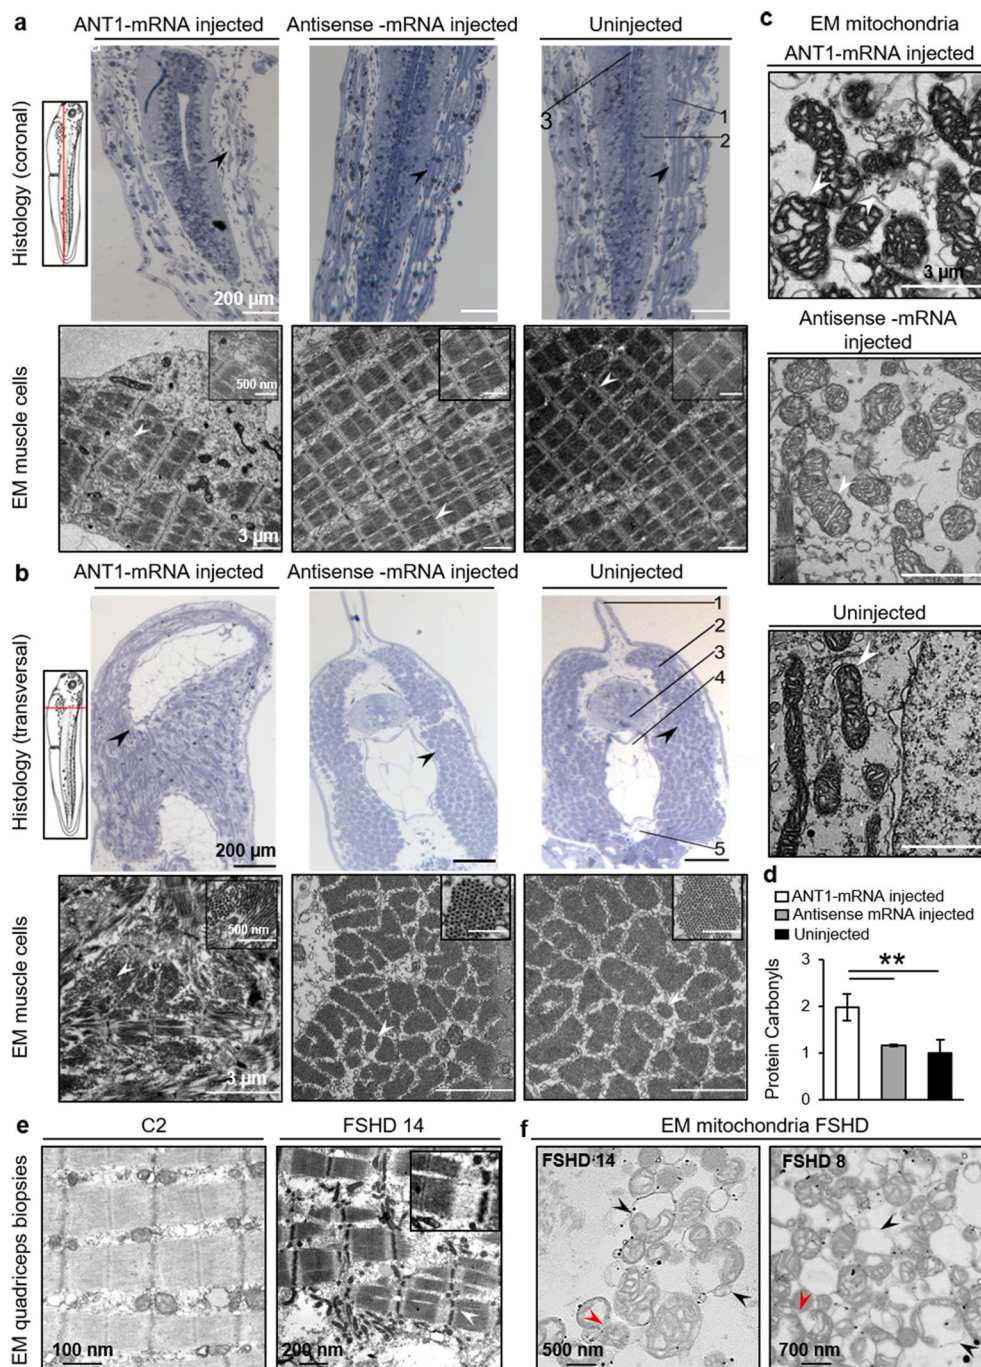 a
ANT1-mRNA injected
Antisense -mRNA injected
Uninjected
Histology (coronal)
200 µm
3
1
2
EM muscle cells
500 nm
3 µm
b
ANT1-mRNA injected
Antisense -mRNA injected
Uninjected
Histology (transversal)
200 µm
1
2
3
4
5
EM muscle cells
500 nm
3 µm
c
EM mitochondria
ANT1-mRNA injected
3 µm
Antisense -mRNA
injected
Uninjected
d
ANT1-mRNA injected
Antisense mRNA injected
Uninjected
**
Protein Carbonyls
3
2
1
0
e
C2
FSHD 14
EM quadriceps biopsies
100 nm
200 nm
f
EM mitochondria FSHD
FSHD 14
500 nm
FSHD 8
700 nm